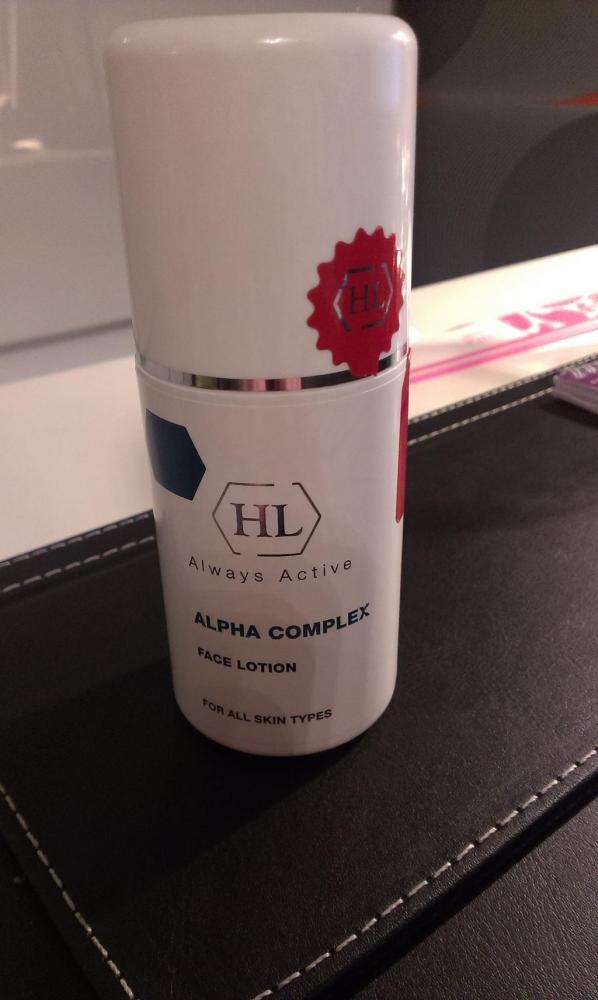 HL
HL
Always Active
ALPHA COMPLEX
FACE LOTION
FOR ALL SKIN TYPES